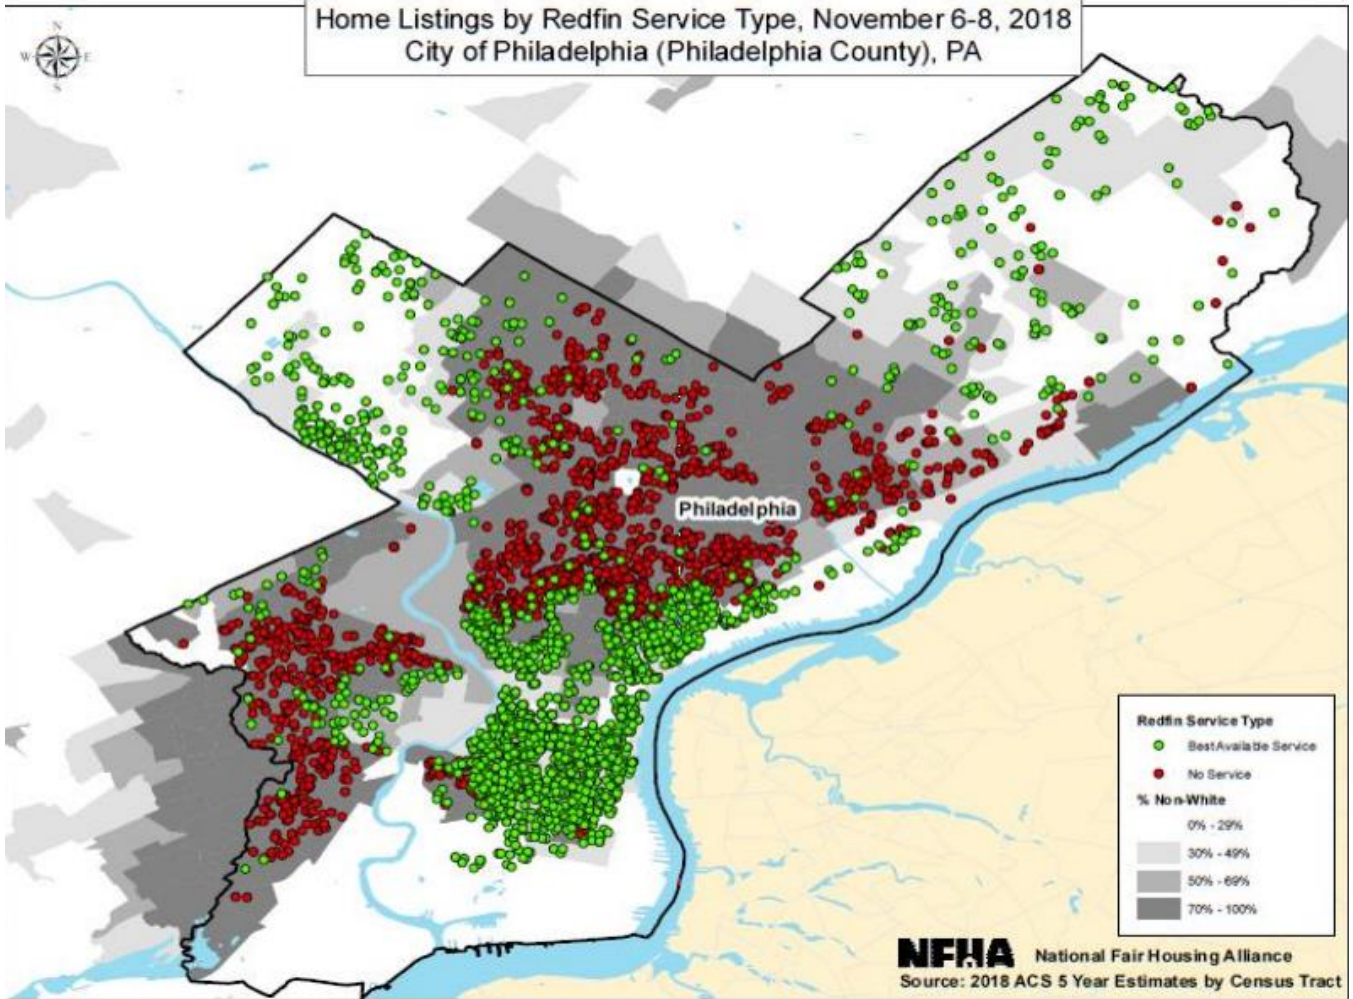 Home Listings by Redfin Service Type, November 6-8, 2018
City of Philadelphia (Philadelphia County), PA
N
W E
S
Philadelphia
Redfin Service Type
Best Available Service
No Service
% Non-White
0% - 29%
30% - 49%
50% - 69%
70% - 100%
NFHA National Fair Housing Alliance
Source: 2018 ACS 5 Year Estimates by Census Tract